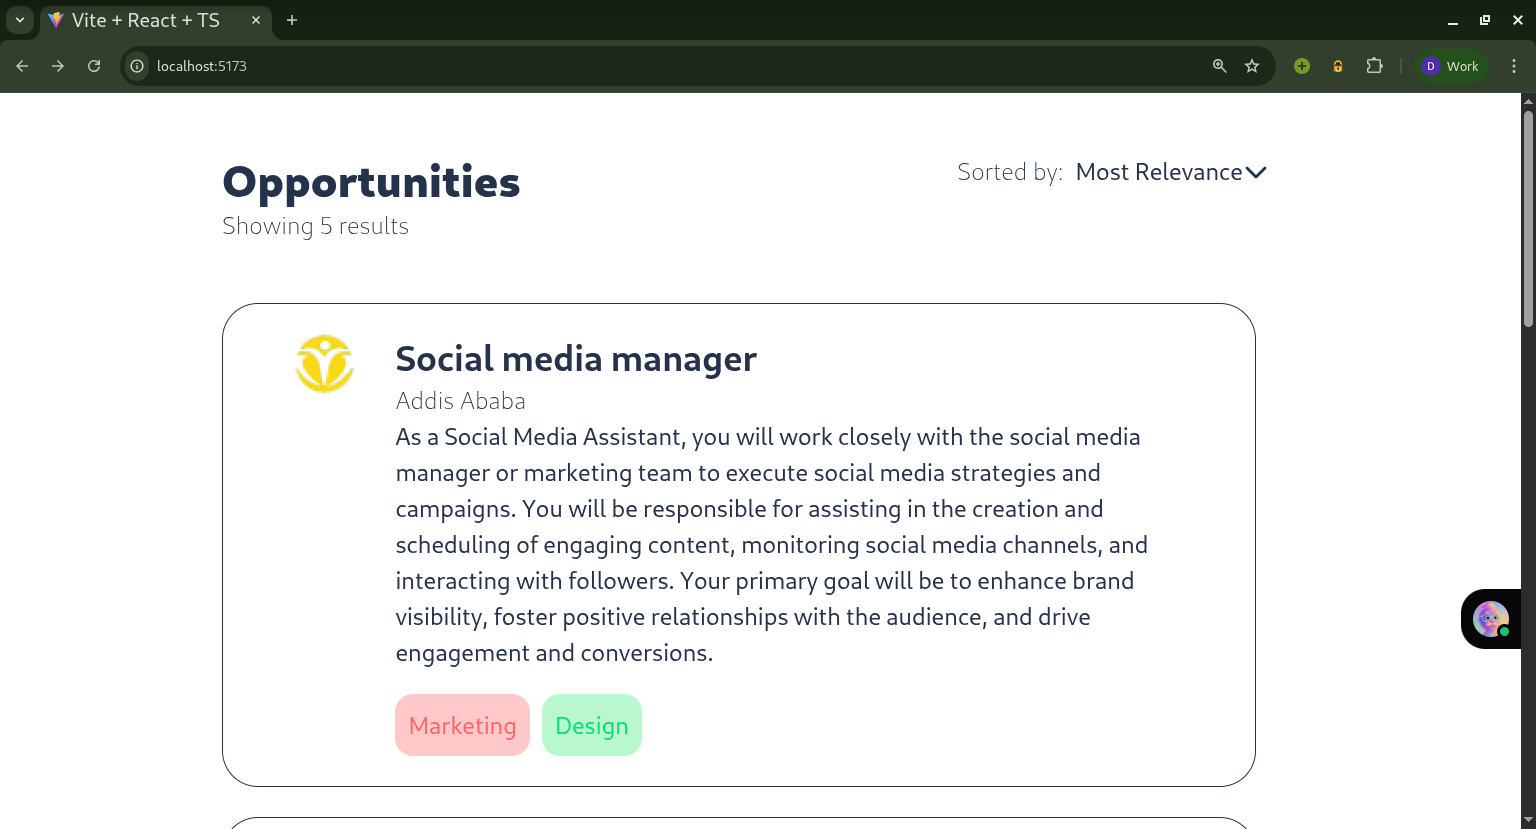 Vite + React + TS
localhost:5173
D Work
Opportunities
Showing 5 results
Sorted by: Most Relevance
Social media manager
Addis Ababa
As a Social Media Assistant, you will work closely with the social media
manager or marketing team to execute social media strategies and
campaigns. You will be responsible for assisting in the creation and
scheduling of engaging content, monitoring social media channels, and
interacting with followers. Your primary goal will be to enhance brand
visibility, foster positive relationships with the audience, and drive
engagement and conversions.
Marketing Design